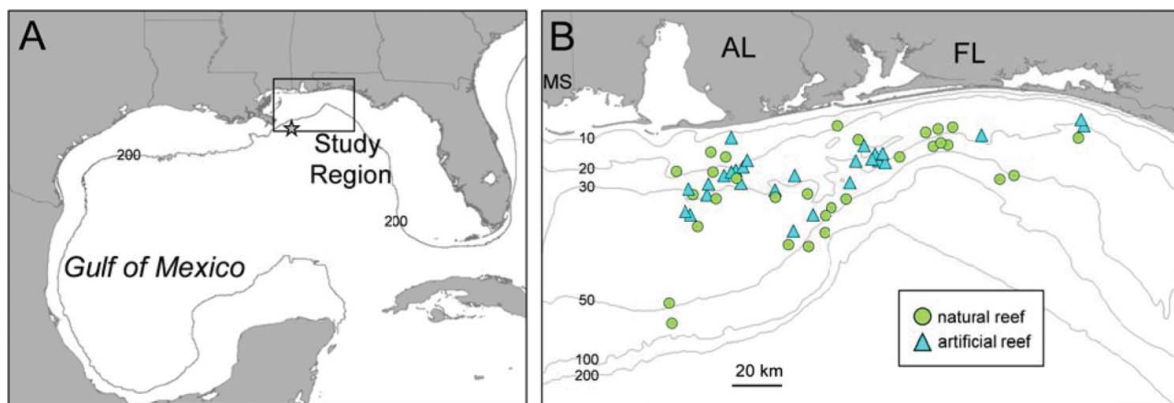 A
200
Study
Region
200
Gulf of Mexico
B
AL
FL
MS
10
20
30
50
100
200
natural reef
artificial reef
20 km